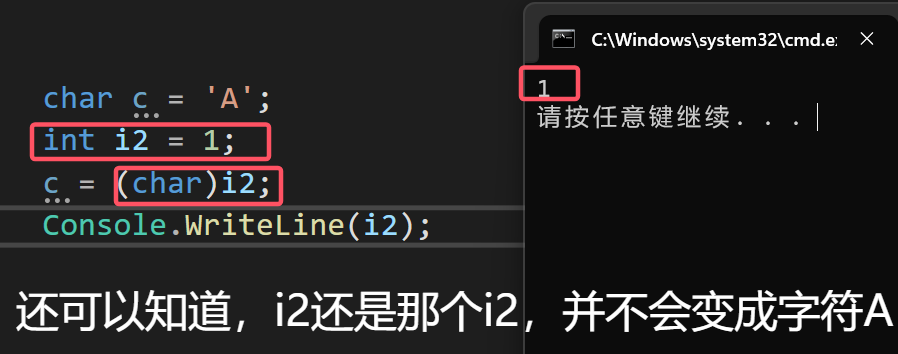 C:\Windows\system32\cmd.e
1
请按任意键继续. . .
char c = 'A';
int i2 = 1;
c = (char)i2;
Console.WriteLine(i2);
还可以知道，i2还是那个i2，并不会变成字符A